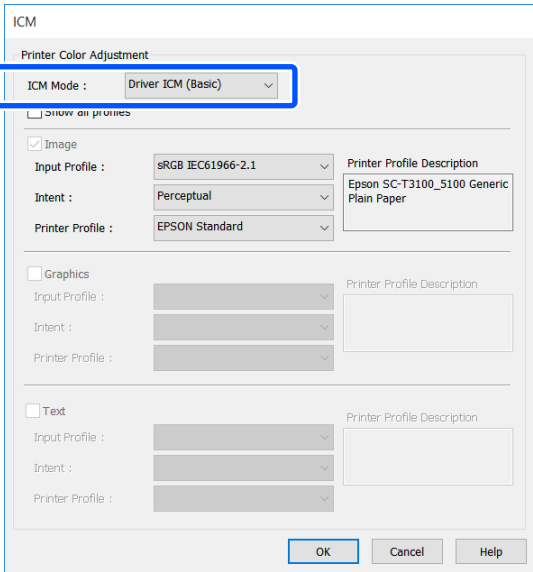 ICM
Printer Color Adjustment
ICM Mode : Driver ICM (Basic)
Show all profiles
Image
Input Profile : sRGB IEC61966-2.1 Printer Profile Description
Intent : Perceptual Epson SC-T3100_5100 Generic
Plain Paper
Printer Profile : EPSON Standard
Graphics
Input Profile : Printer Profile Description
Intent :
Printer Profile :
Text
Input Profile : Printer Profile Description
Intent :
Printer Profile :
OK Cancel Help